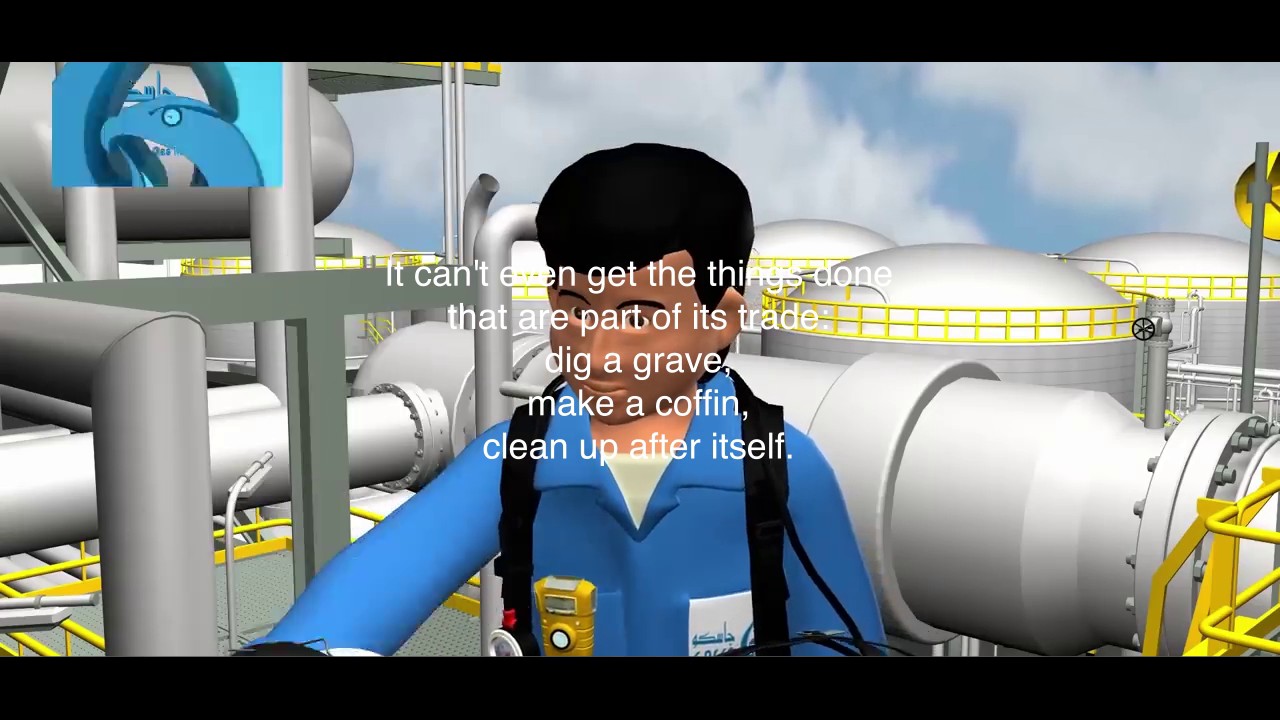 It can't even get the things done
that are part of its trade:
dig a grave,
make a coffin,
clean up after itself.
جاسكو